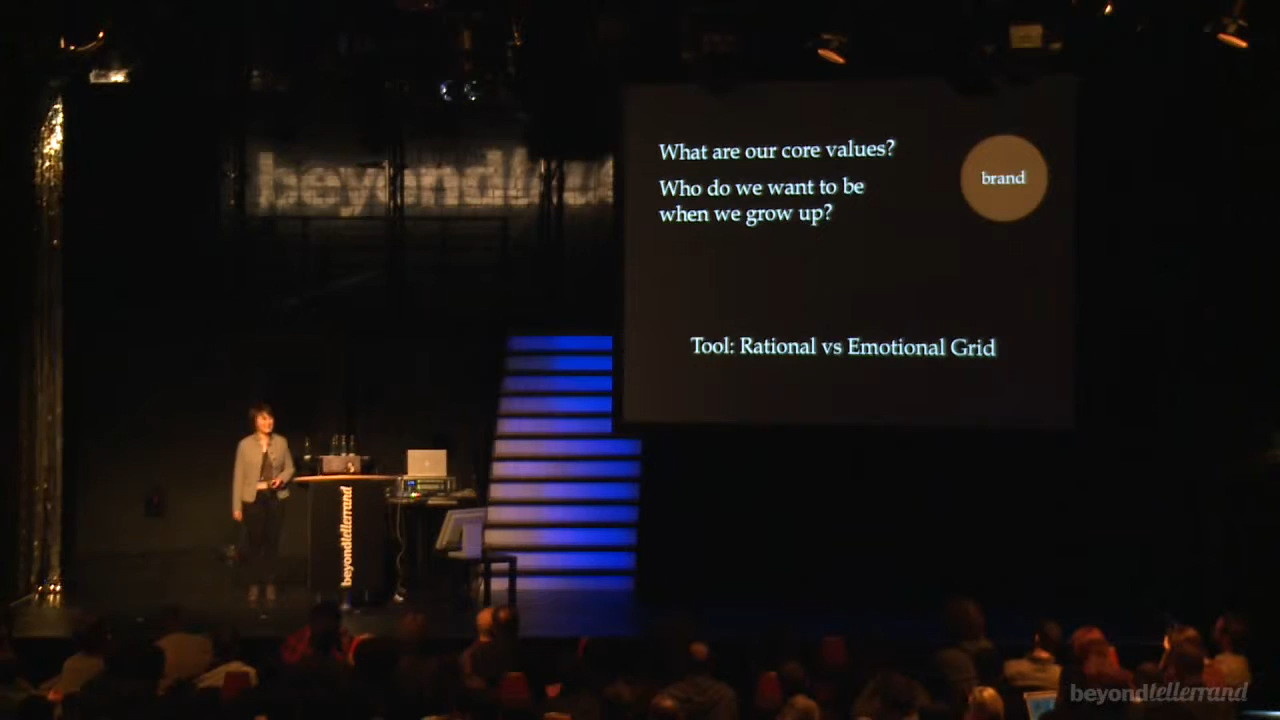 beyond
What are our core values?
Who do we want to be
when we grow up?
brand
Tool: Rational vs Emotional Grid
beyondtellerrand
beyondtellerrand